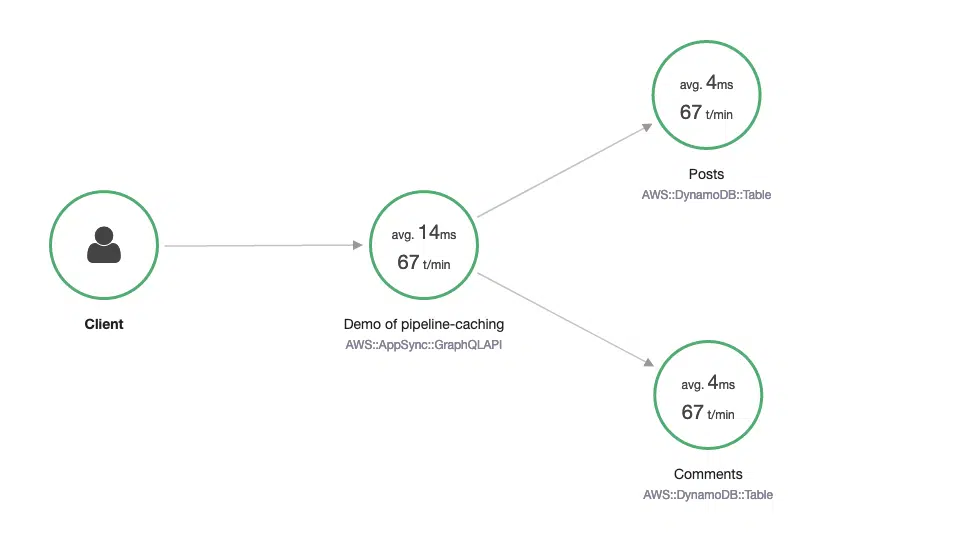 avg. 4ms
67 t/min
Posts
AWS::DynamoDB::Table
avg. 14ms
67 t/min
Client
Demo of pipeline-caching
AWS::AppSync::GraphQLAPI
avg. 4ms
67 t/min
Comments
AWS::DynamoDB::Table